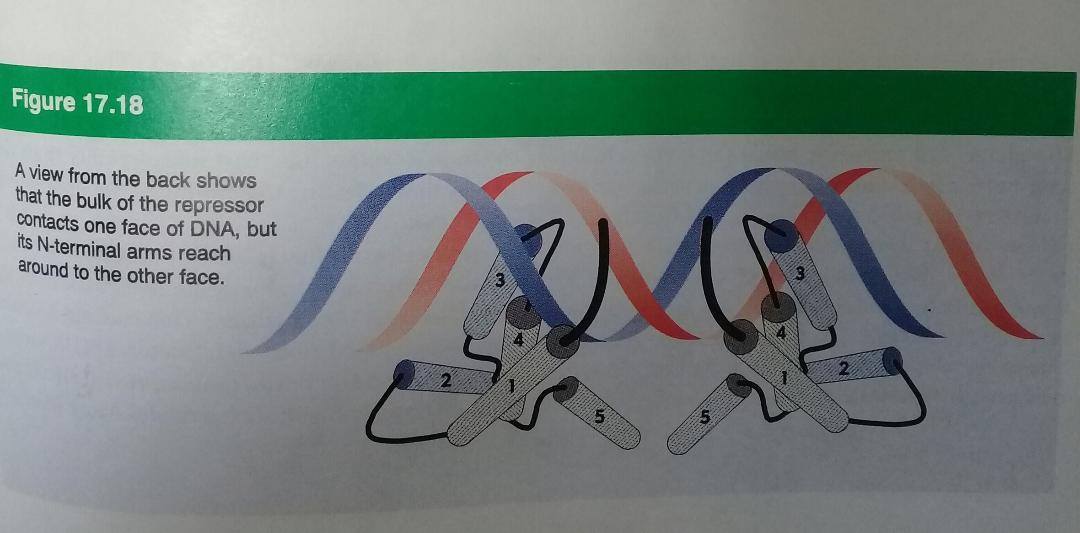 Figure 17.18
A view from the back shows
that the bulk of the repressor
contacts one face of DNA, but
its N-terminal arms reach
around to the other face.
3
3
4
4
2
1
1
2
5
5